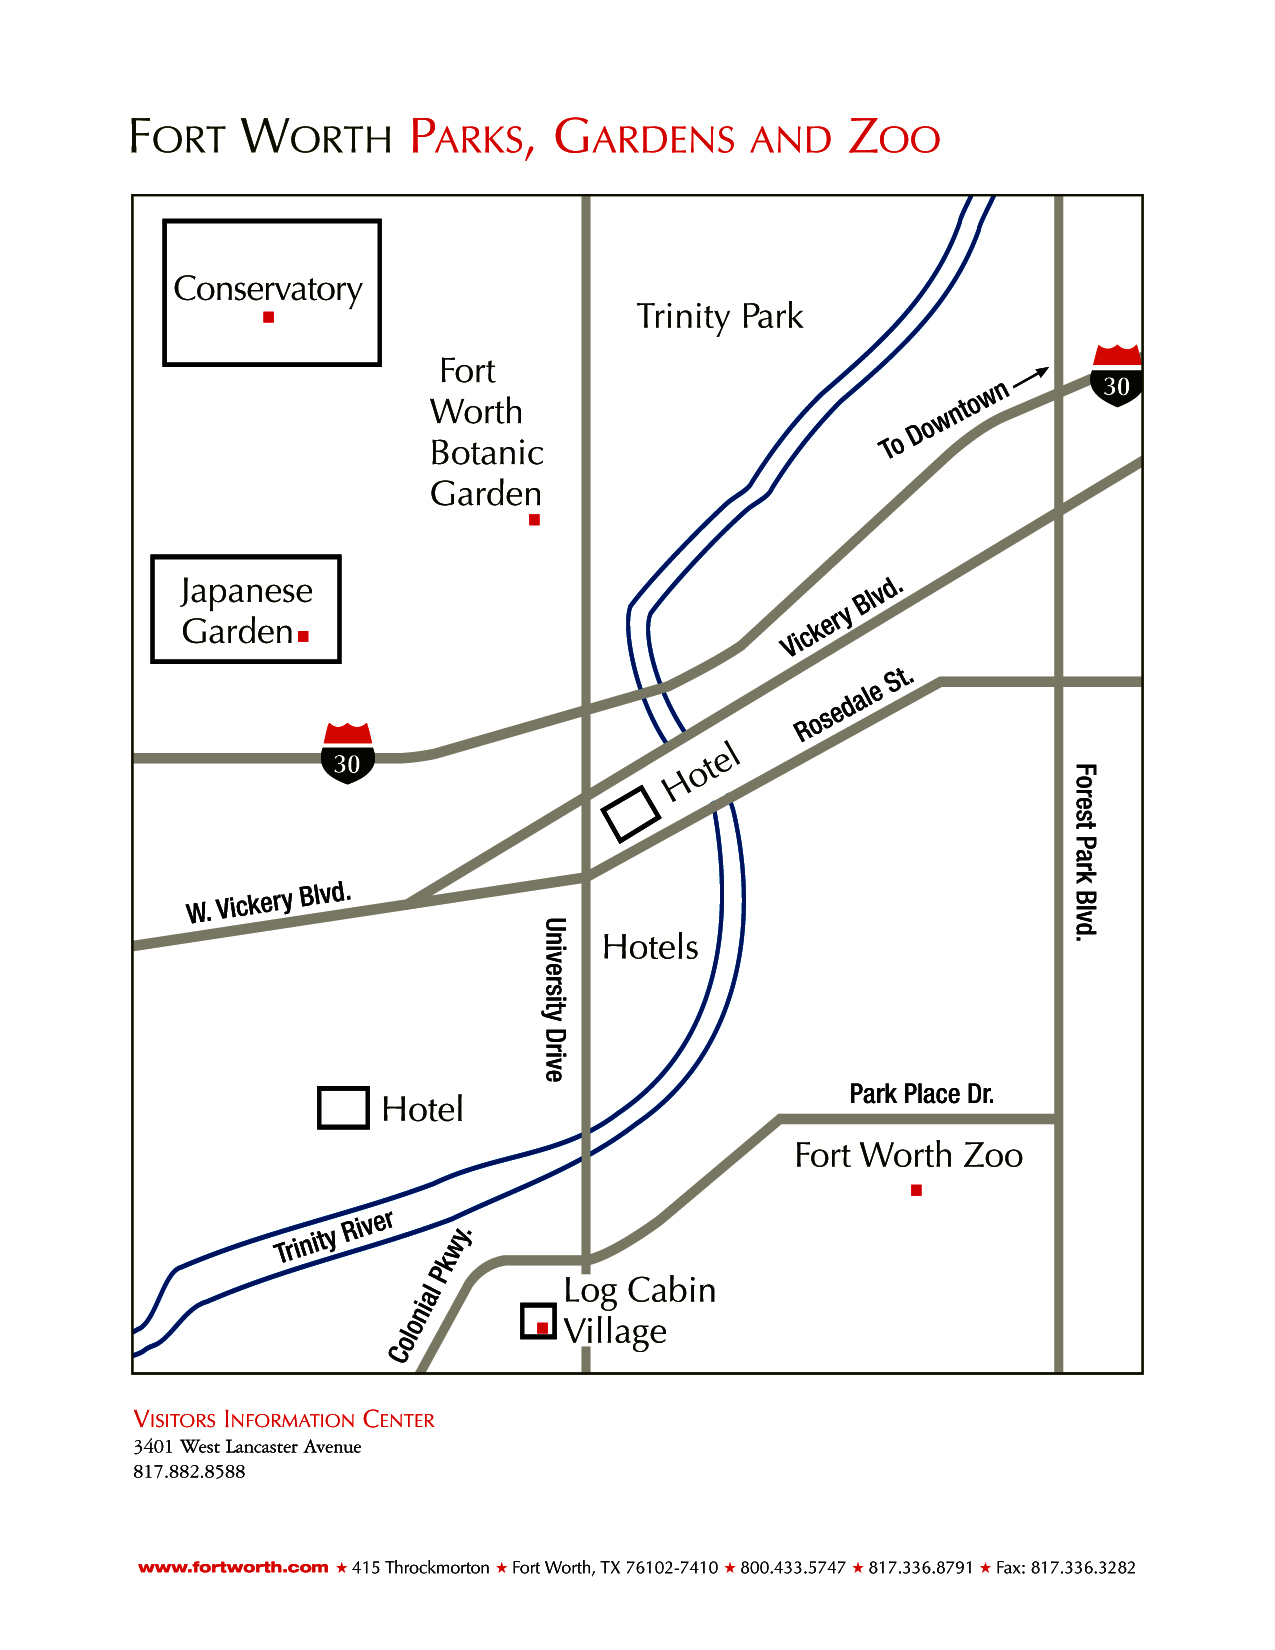 FORT WORTH PARKS, GARDENS AND ZOO
Conservatory
Trinity Park
Fort
Worth
Botanic
Garden
To Downtown
30
Japanese
Garden
Vickery Blvd.
Rosedale St.
30
Hotel
Forest Park Blvd.
W. Vickery Blvd.
University Drive
Hotels
Hotel
Park Place Dr.
Fort Worth Zoo
Trinity River
Colonial Pkwy.
Log Cabin
Village
VISITORS INFORMATION CENTER
3401 West Lancaster Avenue
817.882.8588
www.fortworth.com ★ 415 Throckmorton ★ Fort Worth, TX 76102-7410 ★ 800.433.5747 ★ 817.336.8791 ★ Fax: 817.336.3282